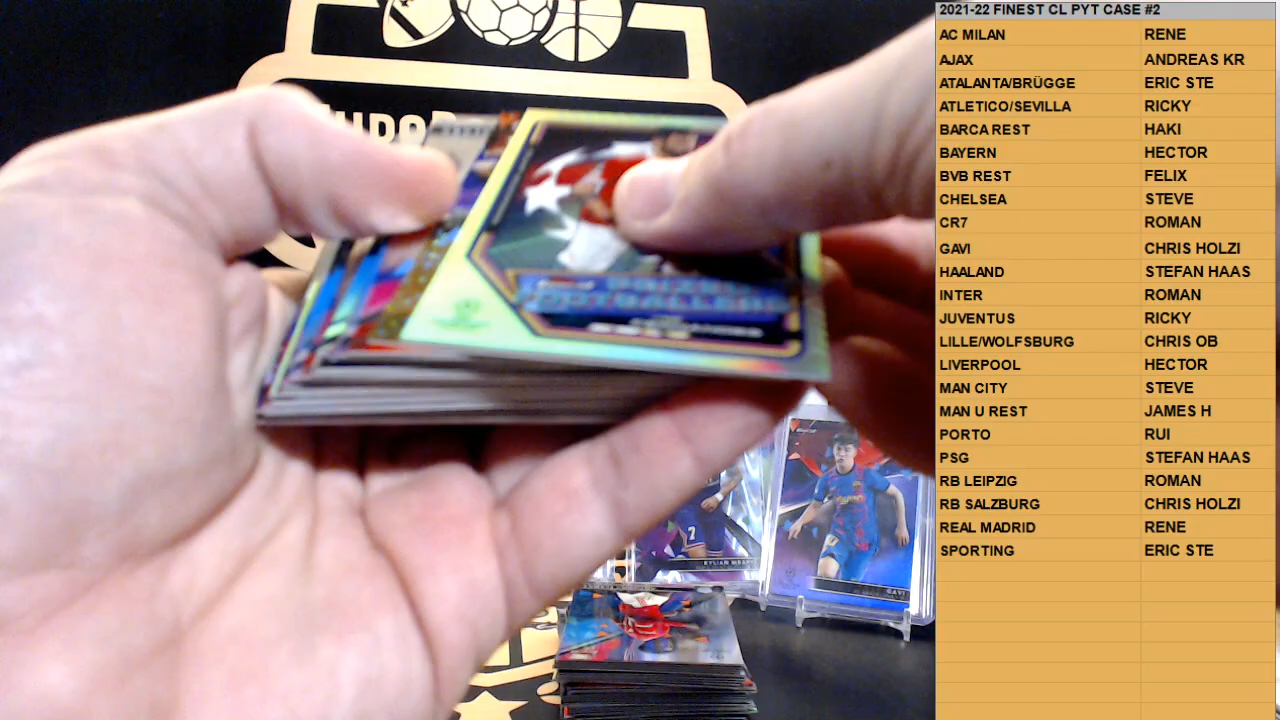 2021-22 FINEST CL PYT CASE #2
AC MILAN RENE
AJAX ANDREAS KR
ATALANTA/BRÜGGE ERIC STE
ATLETICO/SEVILLA RICKY
BARCA REST HAKI
BAYERN HECTOR
BVB REST FELIX
CHELSEA STEVE
CR7 ROMAN
GAVI CHRIS HOLZI
HAALAND STEFAN HAAS
INTER ROMAN
JUVENTUS RICKY
LILLE/WOLFSBURG CHRIS OB
LIVERPOOL HECTOR
MAN CITY STEVE
MAN U REST JAMES H
PORTO RUI
PSG STEFAN HAAS
RB LEIPZIG ROMAN
RB SALZBURG CHRIS HOLZI
REAL MADRID RENE
SPORTING ERIC STE
PRIZED
FOOTBALLERS
KYLIAN
GAVI